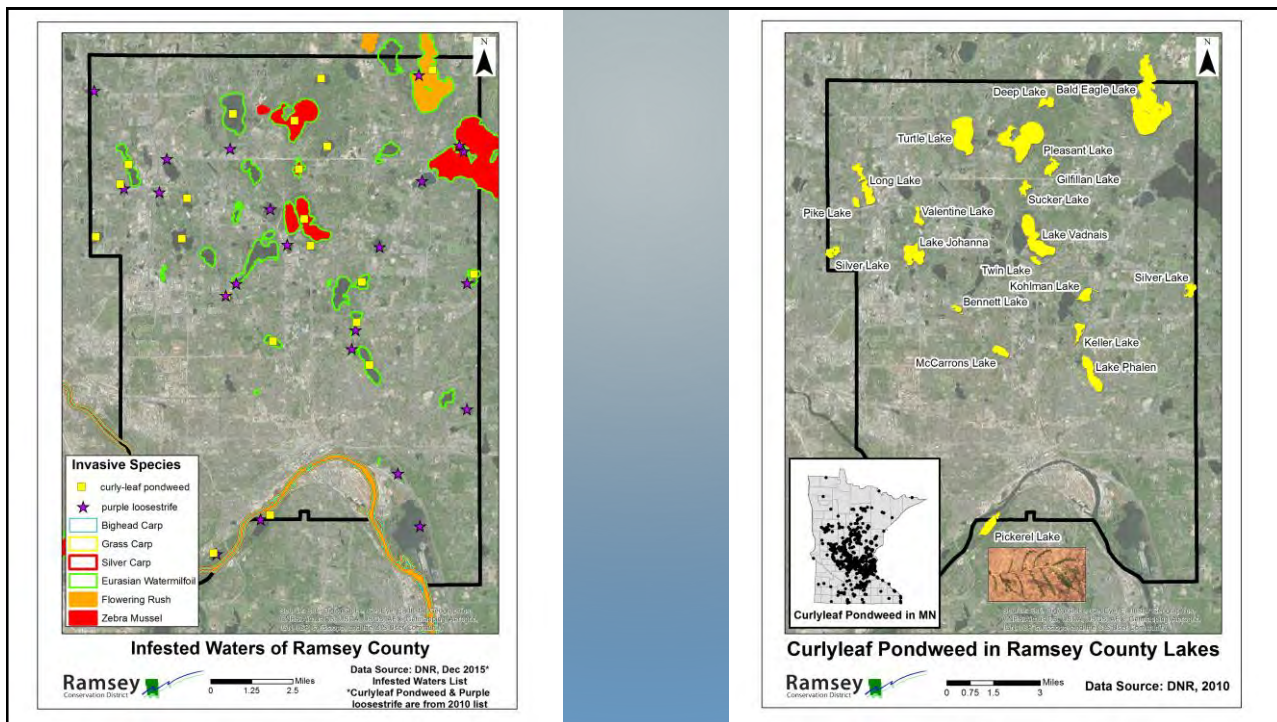 N
Invasive Species
curly-leaf pondweed
purple loosestrife
Bighead Carp
Grass Carp
Silver Carp
Eurasian Watermilfoil
Flowering Rush
Zebra Mussel
Infested Waters of Ramsey County
Ramsey
Conservation District
Miles
0 1.25 2.5
Data Source: DNR, Dec 2015*
Infested Waters List
*Curlyleaf Pondweed & Purple
loosestrife are from 2010 list
N
Deep Lake
Bald Eagle Lake
Turtle Lake
Pleasant Lake
Long Lake
Gilfillan Lake
Sucker Lake
Pike Lake
Valentine Lake
Lake Vadnais
Lake Johanna
Silver Lake
Twin Lake
Silver Lake
Kohlman Lake
Bennett Lake
Keller Lake
McCarrons Lake
Lake Phalen
Pickerel Lake
Curlyleaf Pondweed in MN
Curlyleaf Pondweed in Ramsey County Lakes
Ramsey
Conservation District
Miles
0 0.75 1.5 3
Data Source: DNR, 2010